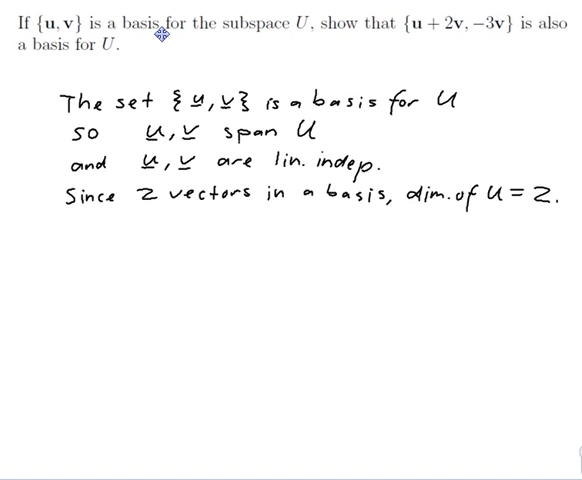 If {u, v} is a basis for the subspace U, show that {u + 2v, −3v} is also
a basis for U.
The set {u, v} is a basis for U
so u, v span U
and u, v are lin. indep.
Since 2 vectors in a basis, dim. of U = 2.